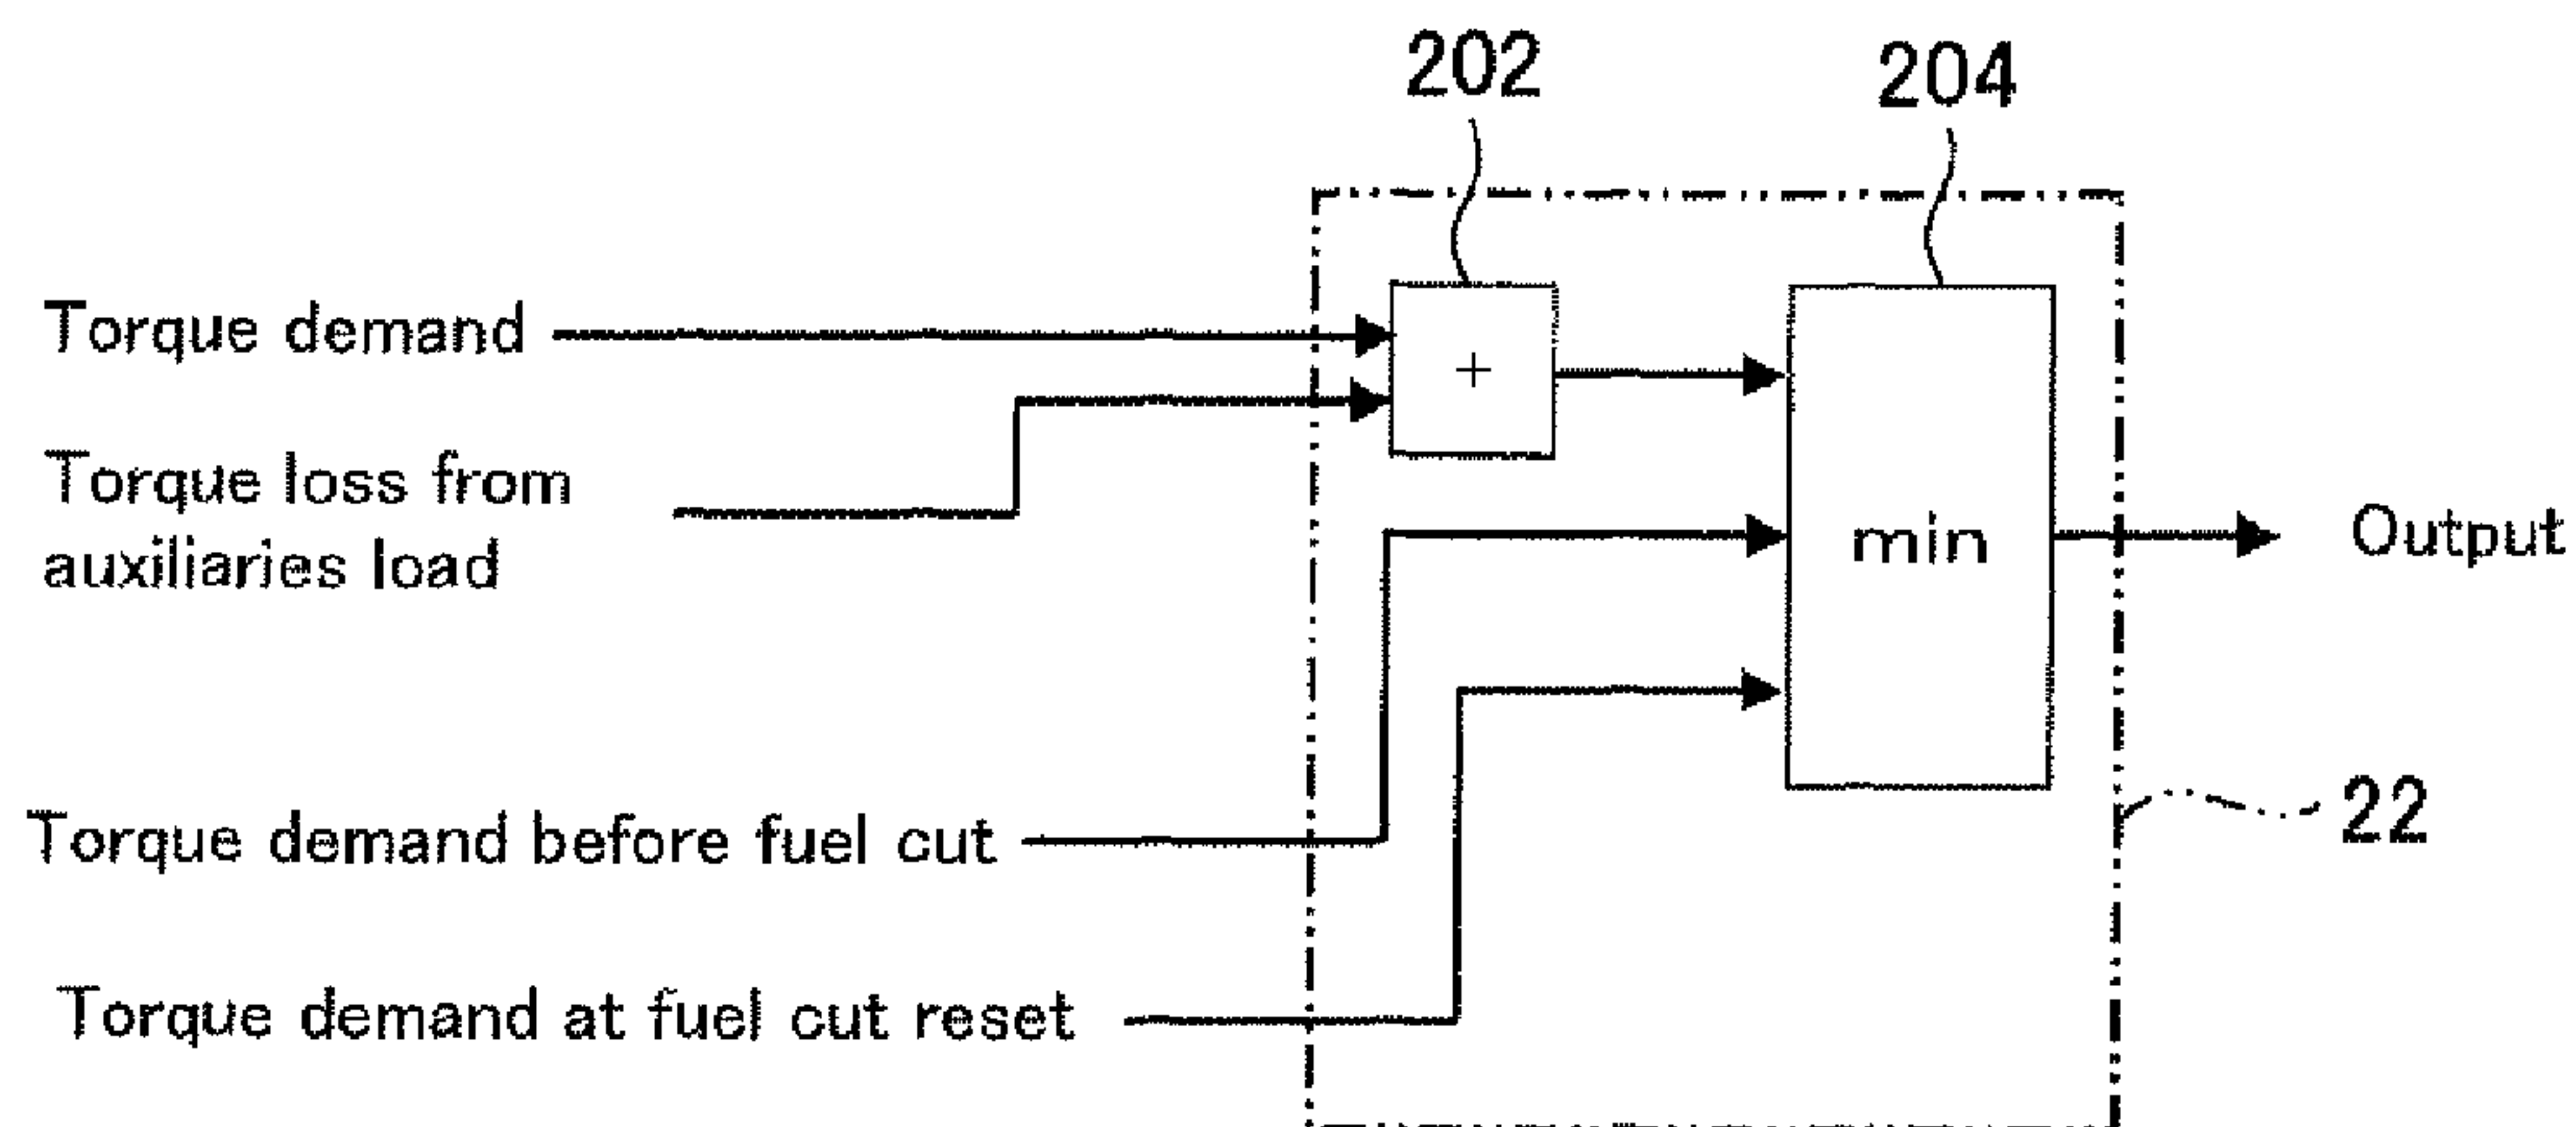 202
204
Torque demand
+
Torque loss from
auxiliaries load
min
Output
22
Torque demand before fuel cut
Torque demand at fuel cut reset